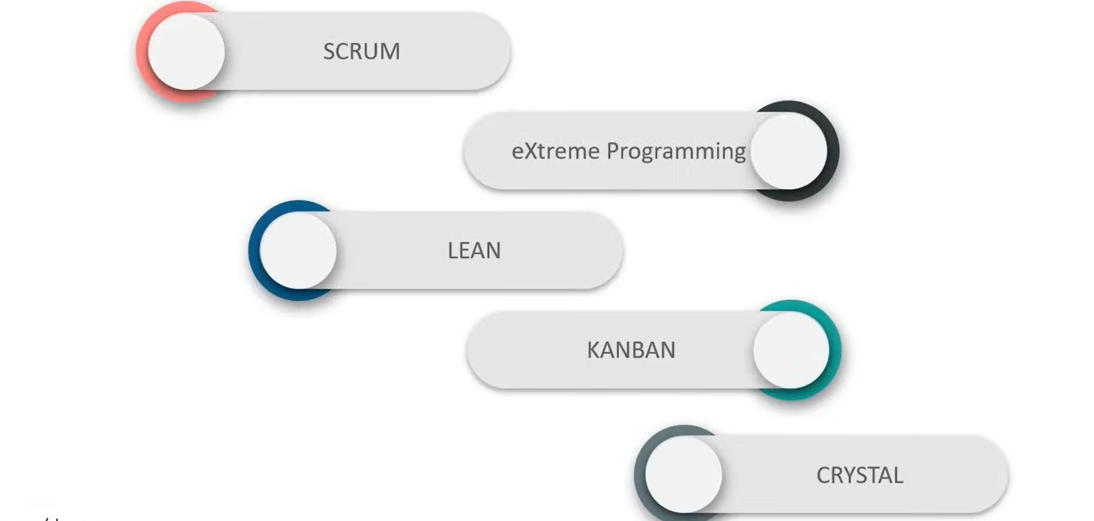 SCRUM
eXtreme Programming
LEAN
KANBAN
CRYSTAL